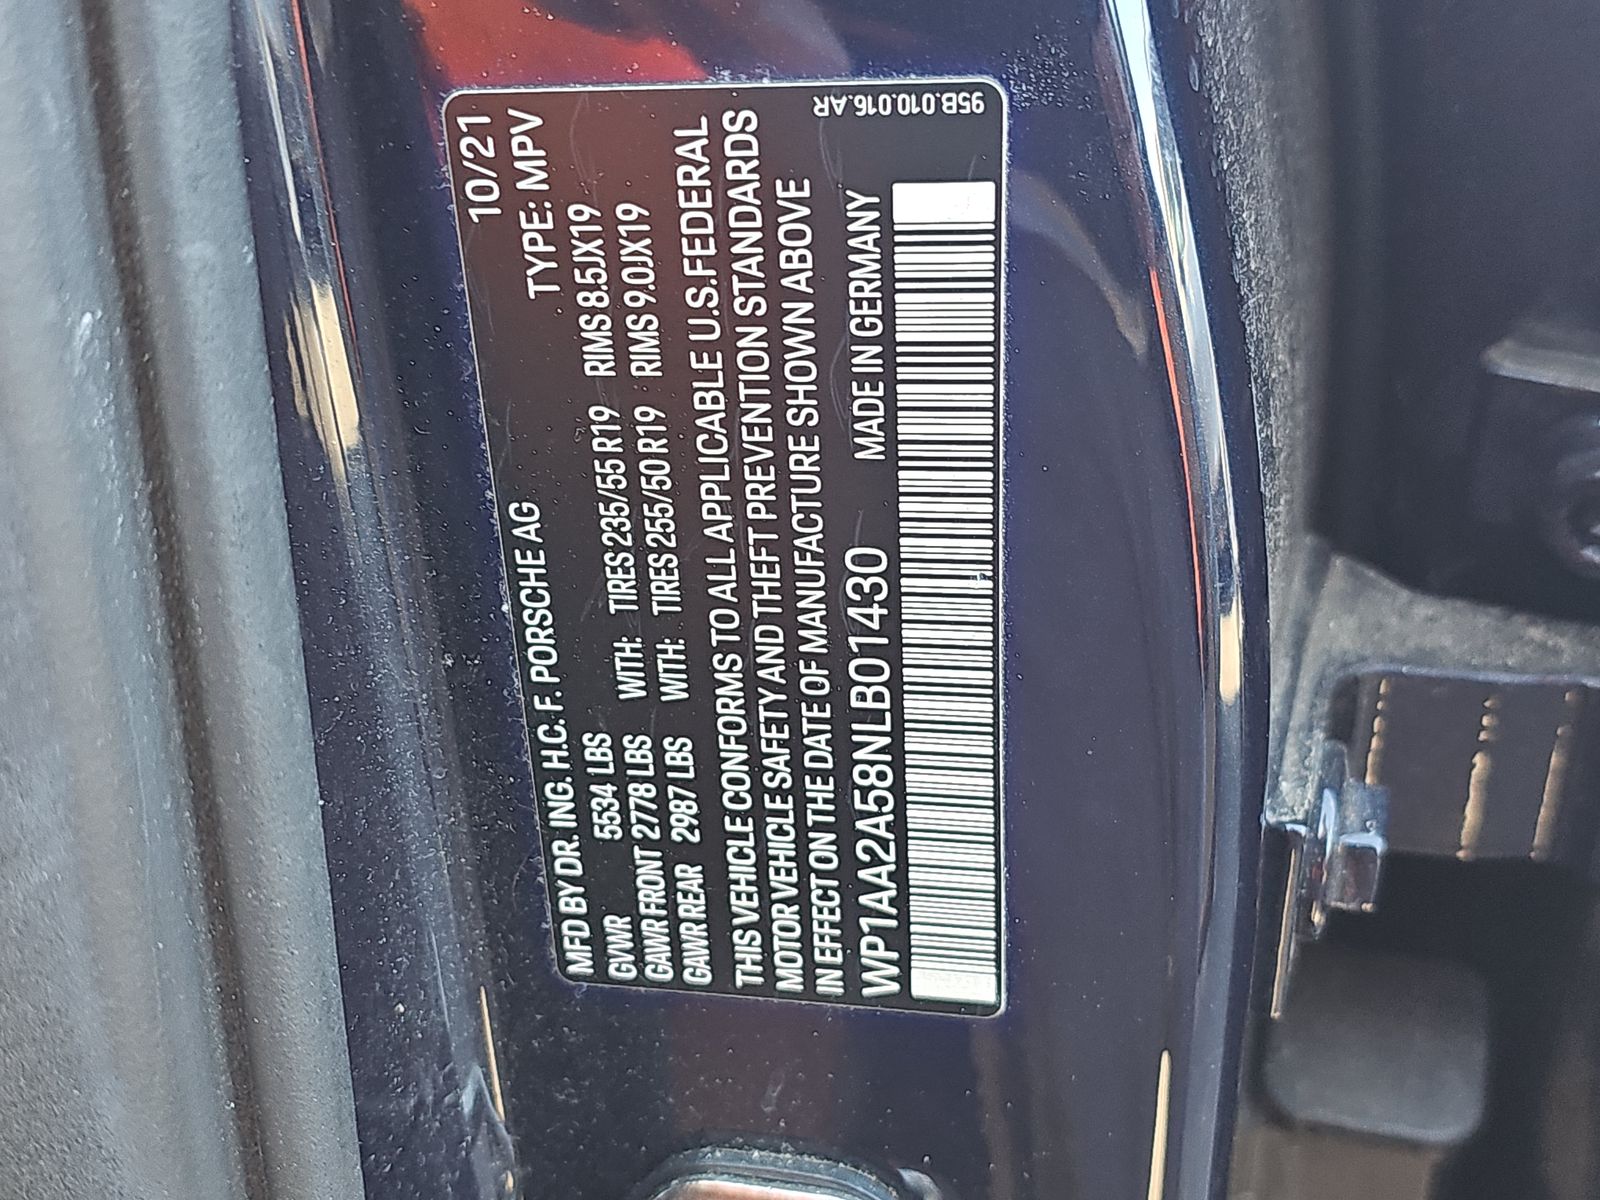 10/21
MFD BY DR. ING. H.C. F. PORSCHE AG TYPE: MPV
GVWR 5534 LBS WITH: TIRES 235/55 R19 RIMS 8.5JX19
GAWR FRONT 2778 LBS WITH: TIRES 255/50 R19 RIMS 9.0JX19
GAWR REAR 2987 LBS
THIS VEHICLE CONFORMS TO ALL APPLICABLE U.S. FEDERAL
MOTOR VEHICLE SAFETY AND THEFT PREVENTION STANDARDS
IN EFFECT ON THE DATE OF MANUFACTURE SHOWN ABOVE
WP1AA2A58NLB01430 MADE IN GERMANY
95B.010.016.AR